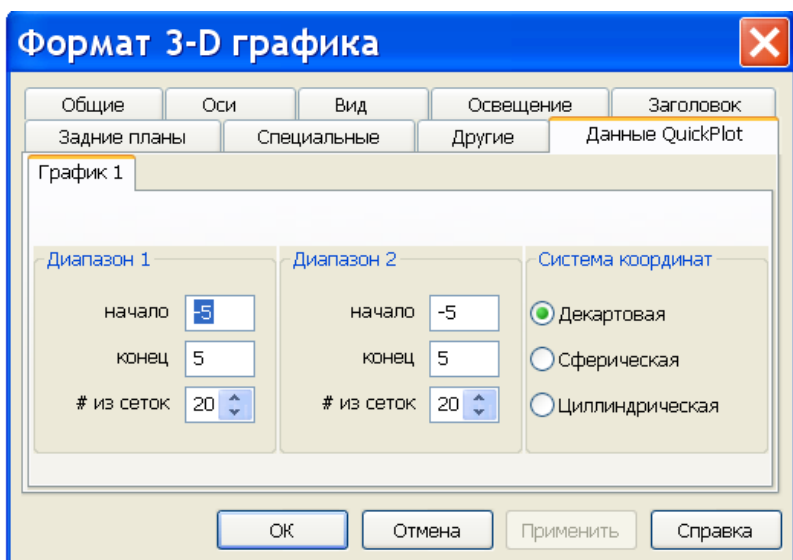 Формат 3-D графика
Общие Оси Вид Освещение Заголовок
Задние планы Специальные Другие Данные QuickPlot
График 1
Диапазон 1 Диапазон 2 Система координат
начало -5 начало -5 Декартовая
конец 5 конец 5 Сферическая
# из сеток 20 # из сеток 20 Циллиндрическая
ОК Отмена Применить Справка